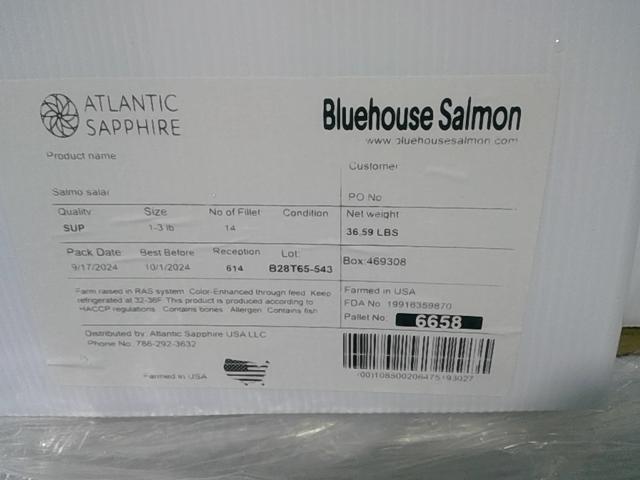 ATLANTIC
SAPPHIRE
Bluehouse Salmon
www.bluehousesalmon.com
Product name
Customer
Salmo salar
PO No
Quality Size No of Fillet Condition Net weight
SUP 1-3 lb 14 36.59 LBS
Pack Date: Best Before Reception Lot: Box:469308
9/17/2024 10/1/2024 614 B28T65-543
Farm raised in RAS system. Color-Enhanced through feed. Keep
refrigerated at 32-36F. This product is produced according to
HACCP regulations. Contains bones. Allergen: Contains fish
Farmed in USA
FDA No 19916359870
Pallet No: 6658
Distributed by: Atlantic Sapphire USA LLC
Phone No: 786-292-3632
Farmed in USA